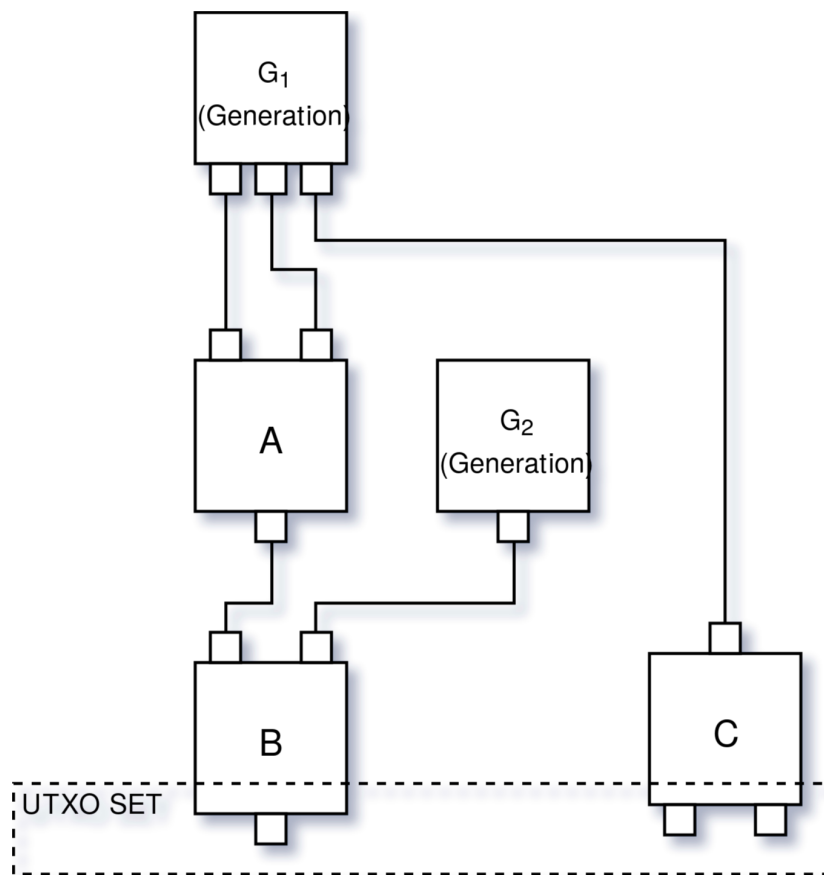 G₁
(Generation)
A
G₂
(Generation)
B
C
UTXO SET